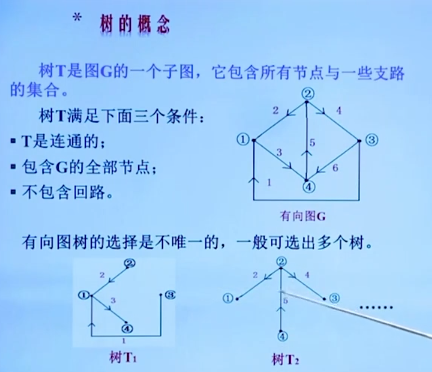 * 树的概念
树T是图G的一个子图，它包含所有节点与一些支路
的集合。
树T满足下面三个条件：
▪ T是连通的；
▪ 包含G的全部节点；
▪ 不包含回路。
②
2 4
① 5 ③
3 6
1 ④
有向图G
有向图树的选择是不唯一的，一般可选出多个树。
②
2
① ③
3
④
1
树T1
②
2 4
① 5 ③
④
……
树T2